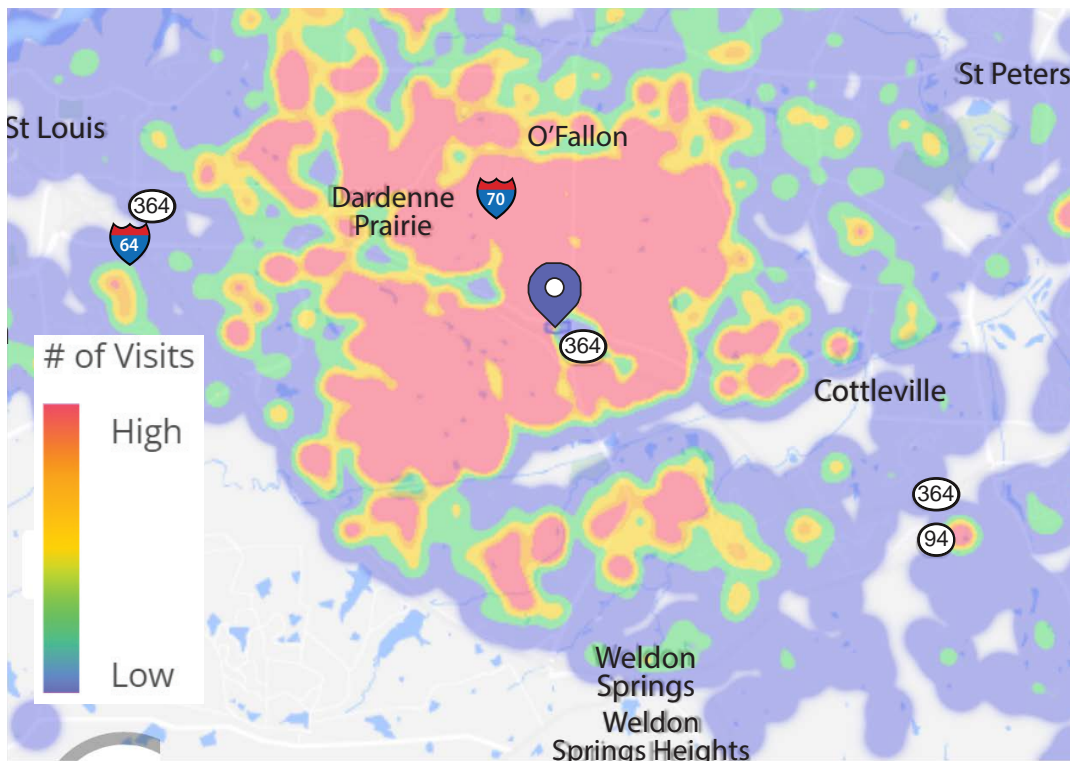 St Peters
St Louis
O'Fallon
364
Dardenne
Prairie
70
64
364
# of Visits
High
Low
Cottleville
364
94
Weldon
Springs
Weldon
Springs Heights